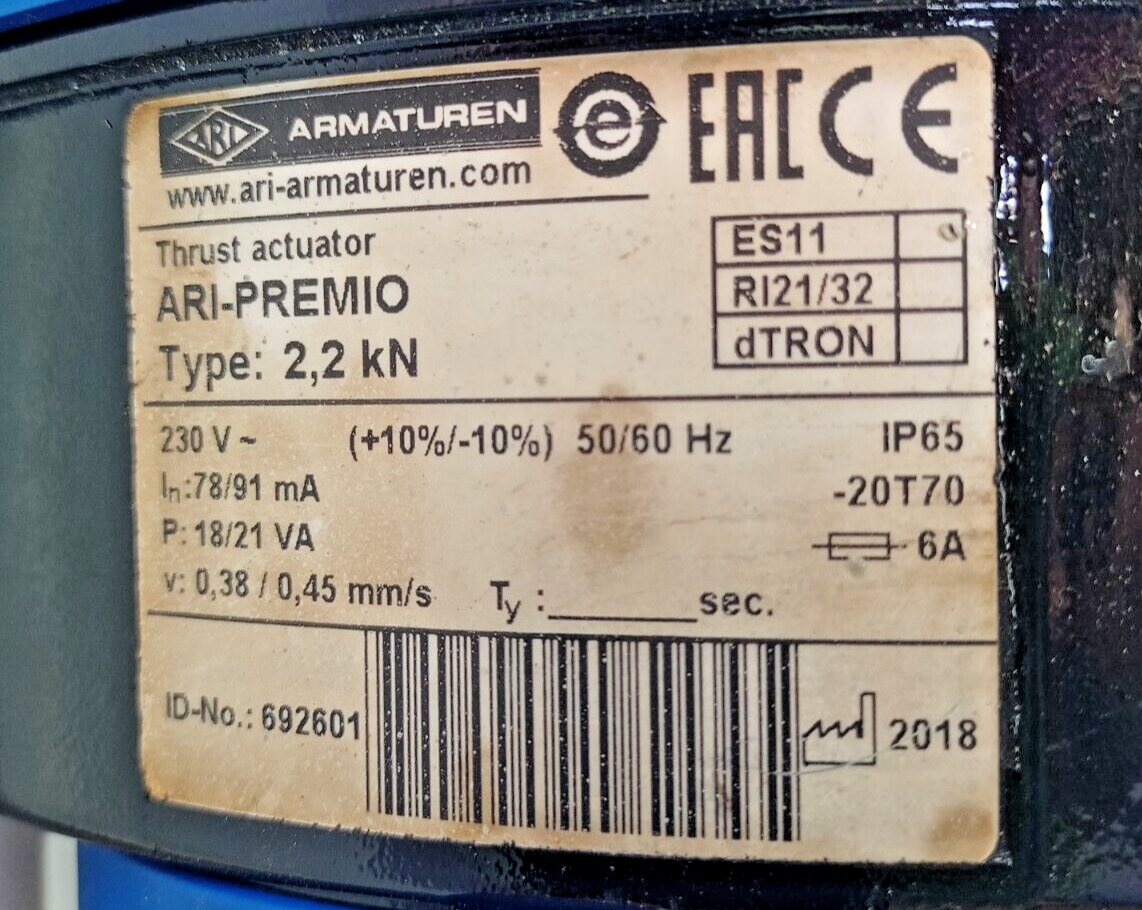 ARI ARMATUREN
www.ari-armaturen.com
e
EAC CE
Thrust actuator
ARI-PREMIO
Type: 2,2 kN
ES11
RI21/32
dTRON
230 V ~ (+10%/-10%) 50/60 Hz IP65
In:78/91 mA -20T70
P: 18/21 VA 6A
v: 0,38 / 0,45 mm/s Ty :______sec.
ID-No.: 692601 2018